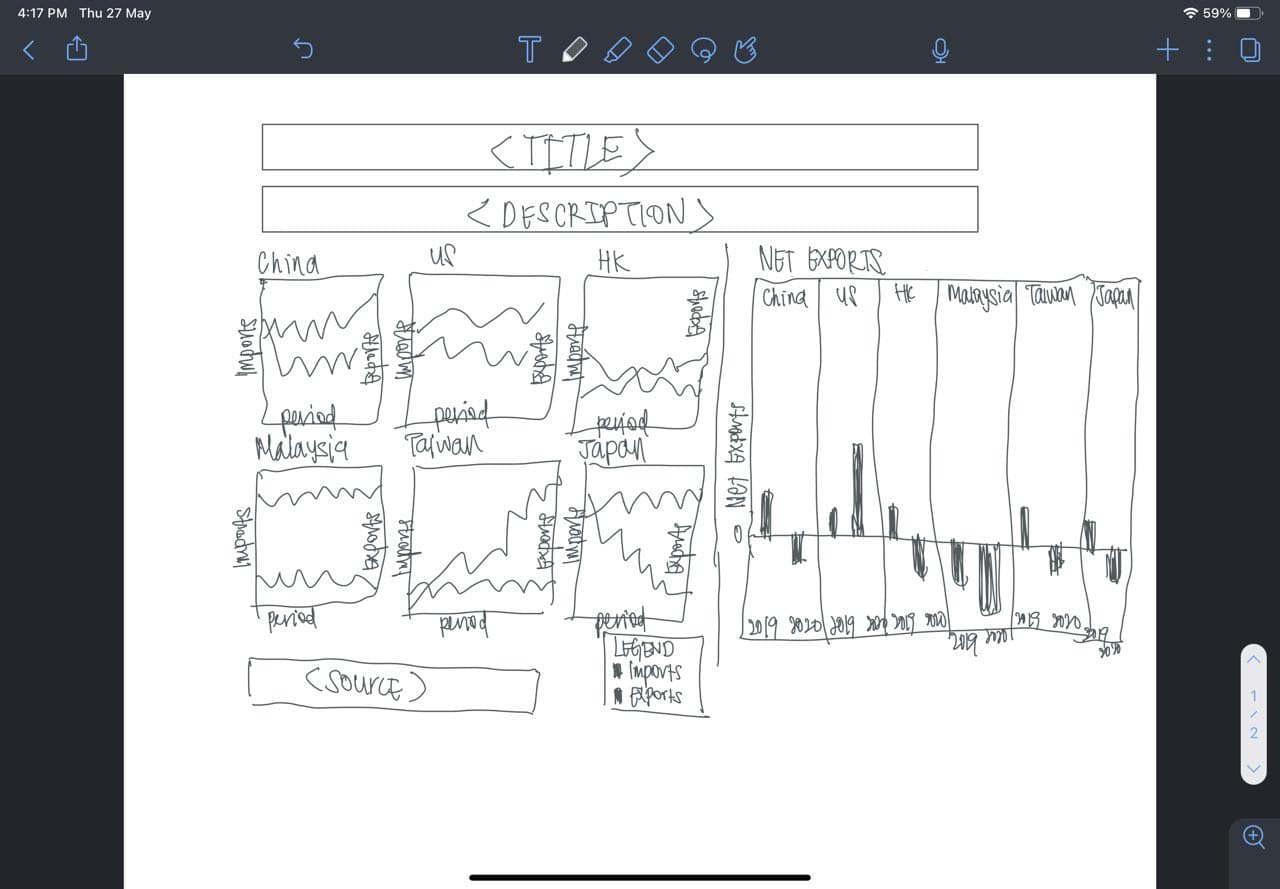 4:17 PM Thu 27 May
59%
T
<TITLE>
<DESCRIPTION>
China
US
HK
Imports
Exports
period
Imports
Exports
period
Imports
Exports
period
Malaysia
Taiwan
Japan
Imports
Exports
period
Imports
Exports
period
Imports
Exports
period
<SOURCE>
LEGEND
Imports
Exports
NET EXPORTS
China US HK Malaysia Taiwan Japan
NET Exports
0
2019 2020 2019 2020 2019 2020 2019 2020 2019 2020 2019 2020
1
/
2